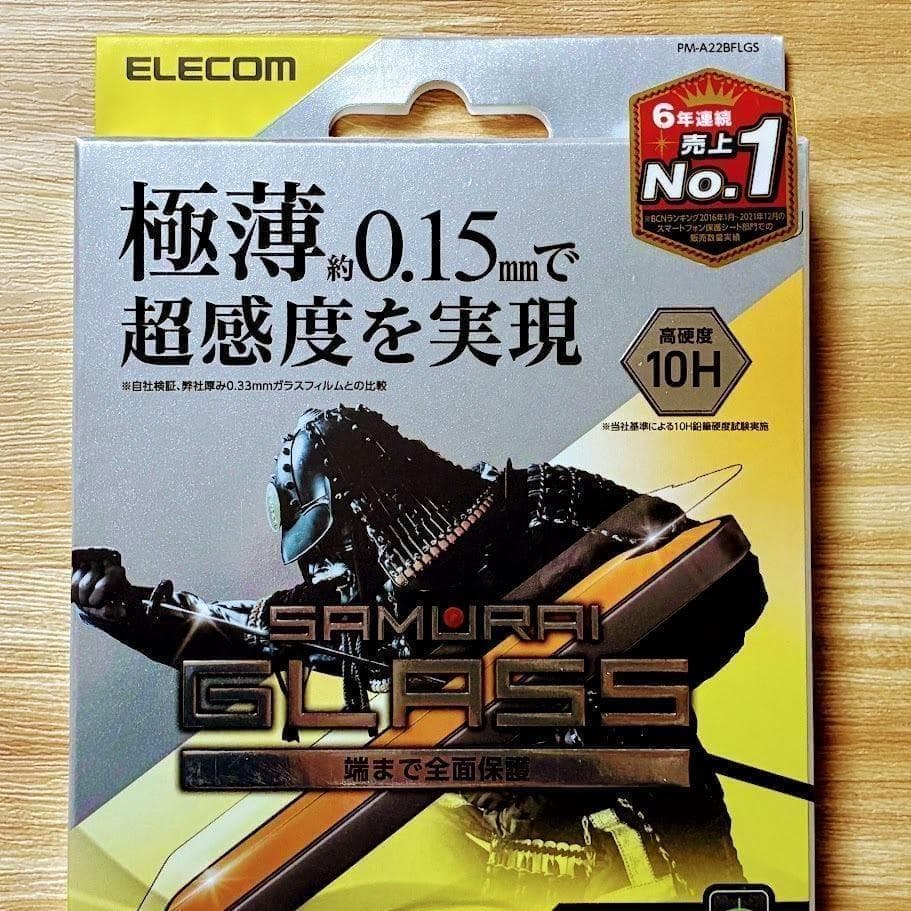 ELECOM
PM-A22BFLGS
6年連続
売上
No.1
※BCNランキング2016年1月~2021年12月の
スマートフォン保護シート部門での
販売数量実績
極薄約0.15mmで
超感度を実現
※自社検証、弊社厚み0.33mmガラスフィルムとの比較
高硬度
10H
※当社基準による10H鉛筆硬度試験実施
SAMURAI
GLASS
端まで全面保護